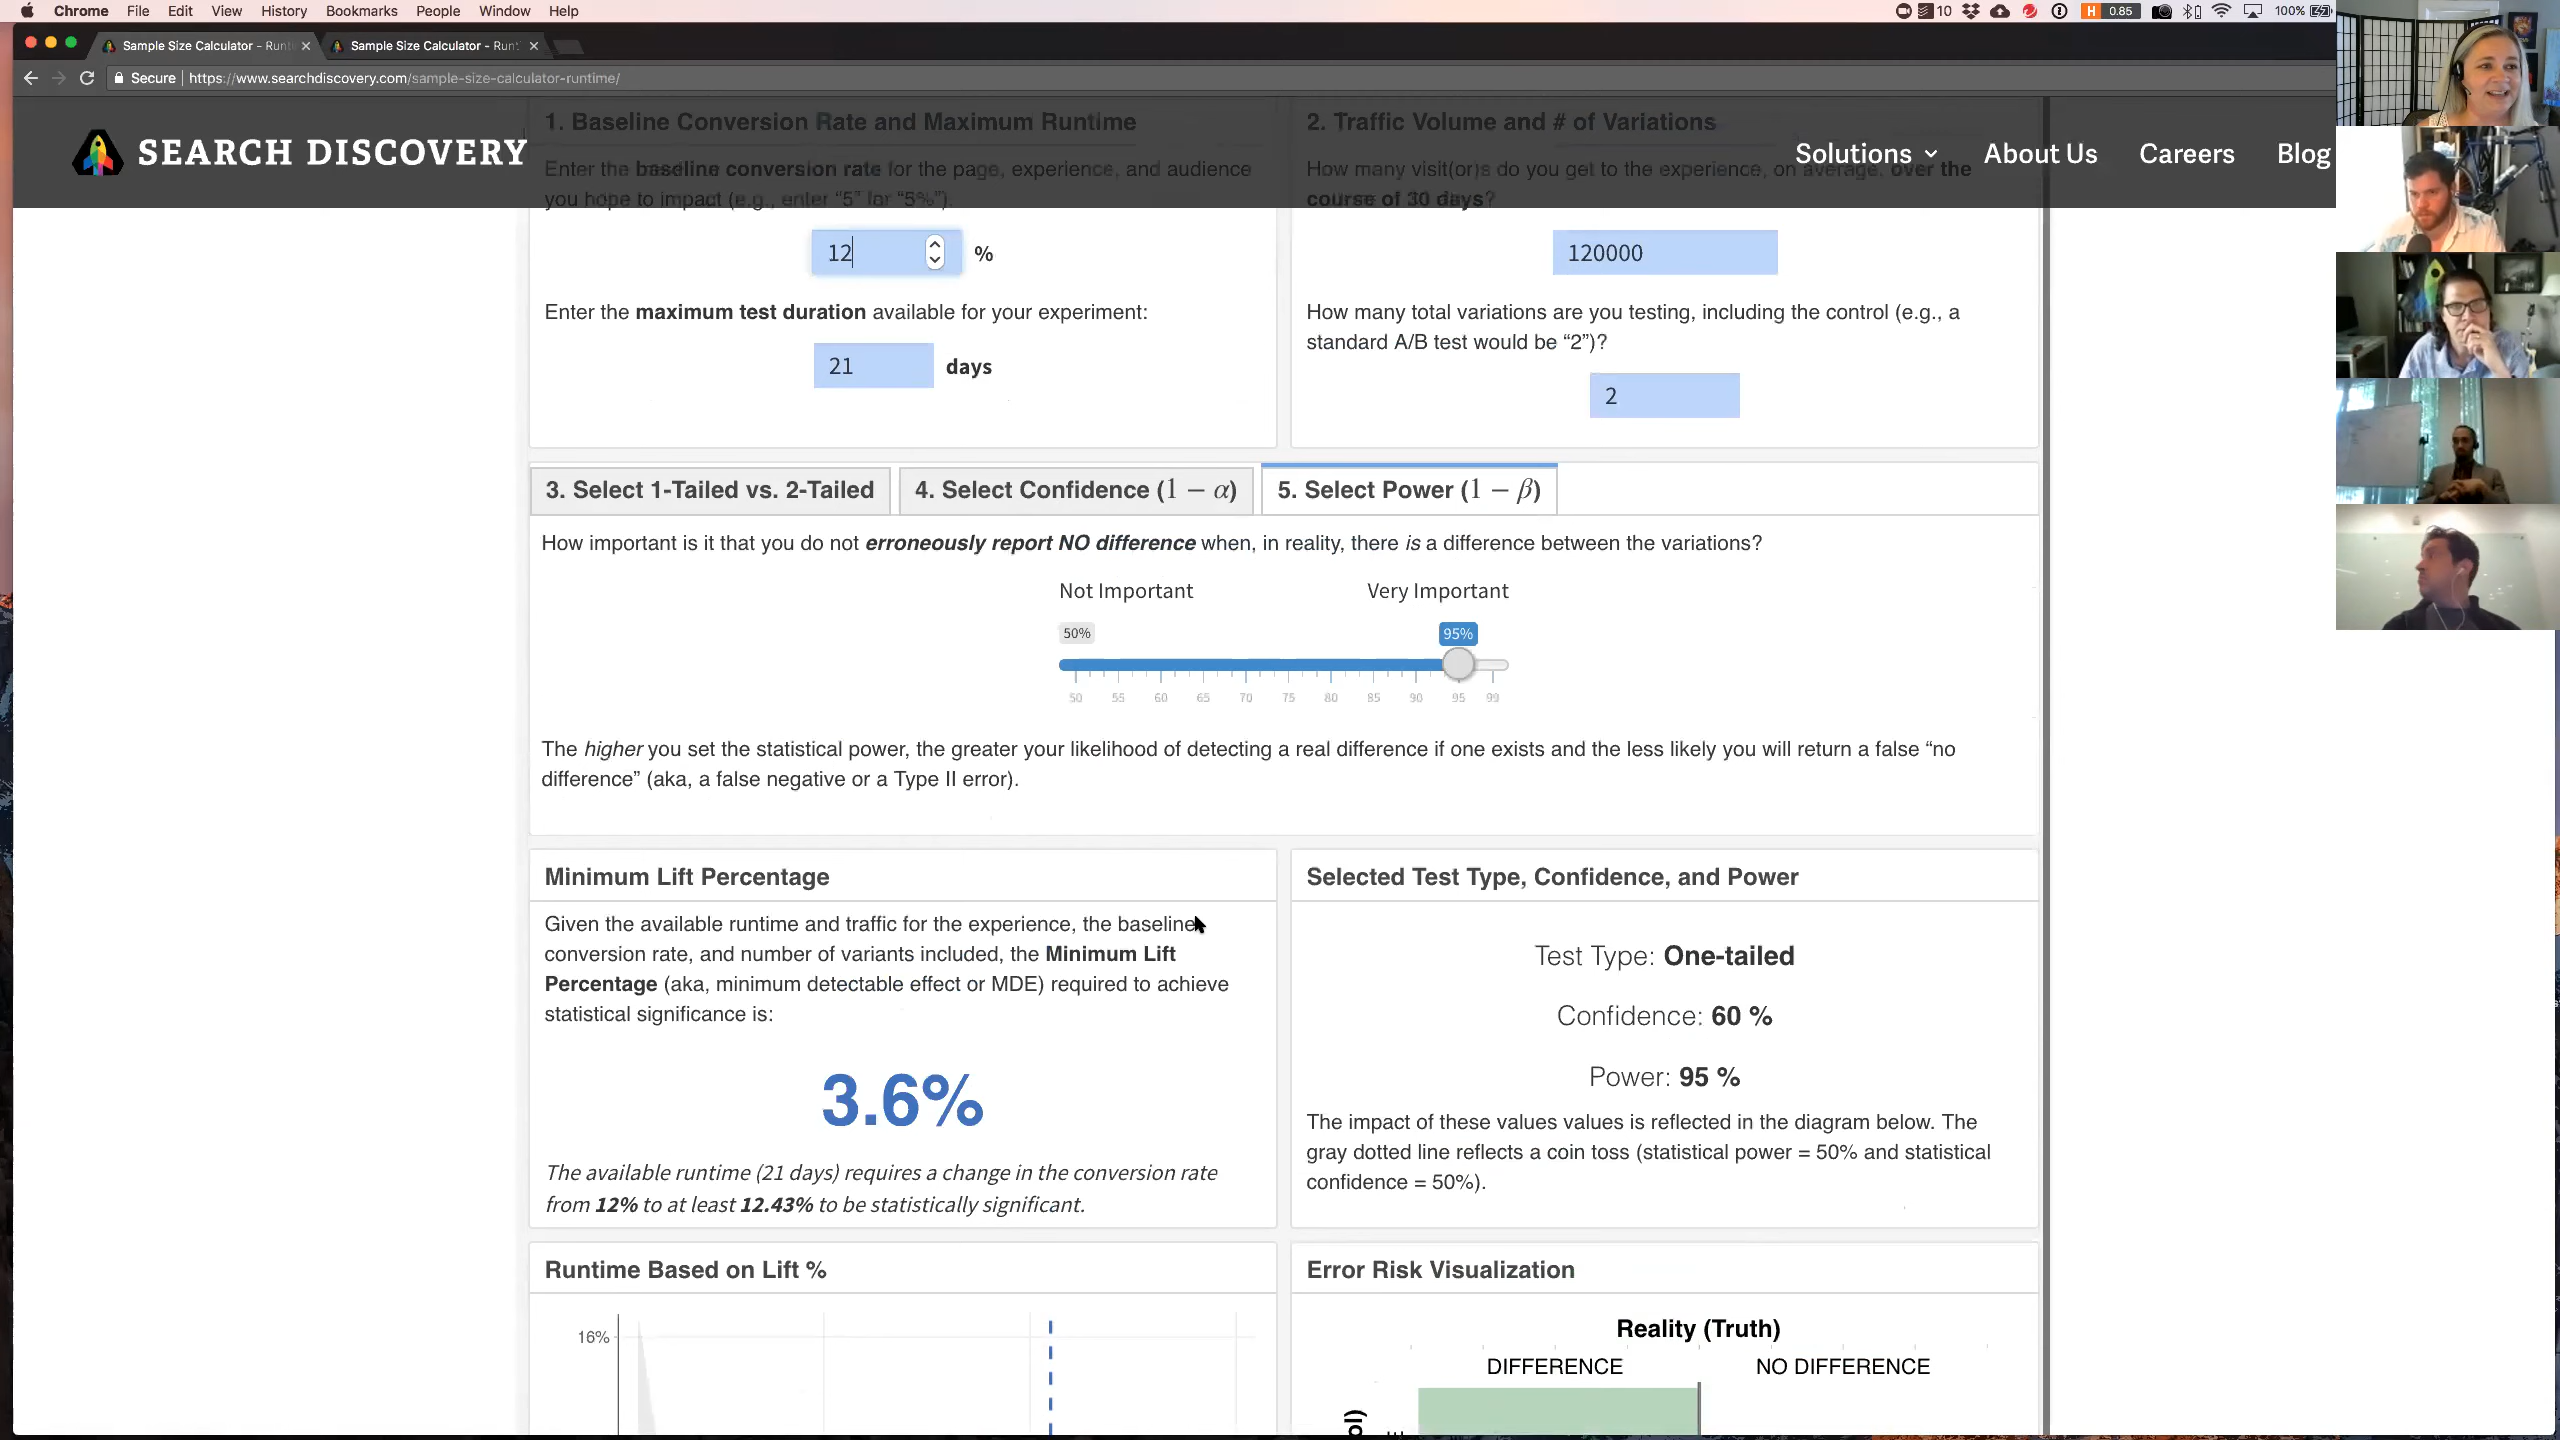 Chrome File Edit View History Bookmarks People Window Help
10 H 0.85 100%
Sample Size Calculator - Runt
Sample Size Calculator - Runt
Secure | https://www.searchdiscovery.com/sample-size-calculator-runtime/
SEARCH DISCOVERY
Solutions About Us Careers Blog
1. Baseline Conversion Rate and Maximum Runtime
Enter the baseline conversion rate for the page, experience, and audience
you hope to impact (e.g., enter “5” for “5%”).
12 %
Enter the maximum test duration available for your experiment:
21 days
2. Traffic Volume and # of Variations
How many visit(or)s do you get to the experience, on average, over the
course of 30 days?
120000
How many total variations are you testing, including the control (e.g., a
standard A/B test would be “2”)?
2
3. Select 1-Tailed vs. 2-Tailed
4. Select Confidence (1 − α)
5. Select Power (1 − β)
How important is it that you do not erroneously report NO difference when, in reality, there is a difference between the variations?
Not Important Very Important
50% 95%
50 55 60 65 70 75 80 85 90 95 99
The higher you set the statistical power, the greater your likelihood of detecting a real difference if one exists and the less likely you will return a false “no
difference” (aka, a false negative or a Type II error).
Minimum Lift Percentage
Given the available runtime and traffic for the experience, the baseline
conversion rate, and number of variants included, the Minimum Lift
Percentage (aka, minimum detectable effect or MDE) required to achieve
statistical significance is:
3.6%
The available runtime (21 days) requires a change in the conversion rate
from 12% to at least 12.43% to be statistically significant.
Selected Test Type, Confidence, and Power
Test Type: One-tailed
Confidence: 60 %
Power: 95 %
The impact of these values values is reflected in the diagram below. The
gray dotted line reflects a coin toss (statistical power = 50% and statistical
confidence = 50%).
Runtime Based on Lift %
16%
Error Risk Visualization
Reality (Truth)
DIFFERENCE NO DIFFERENCE